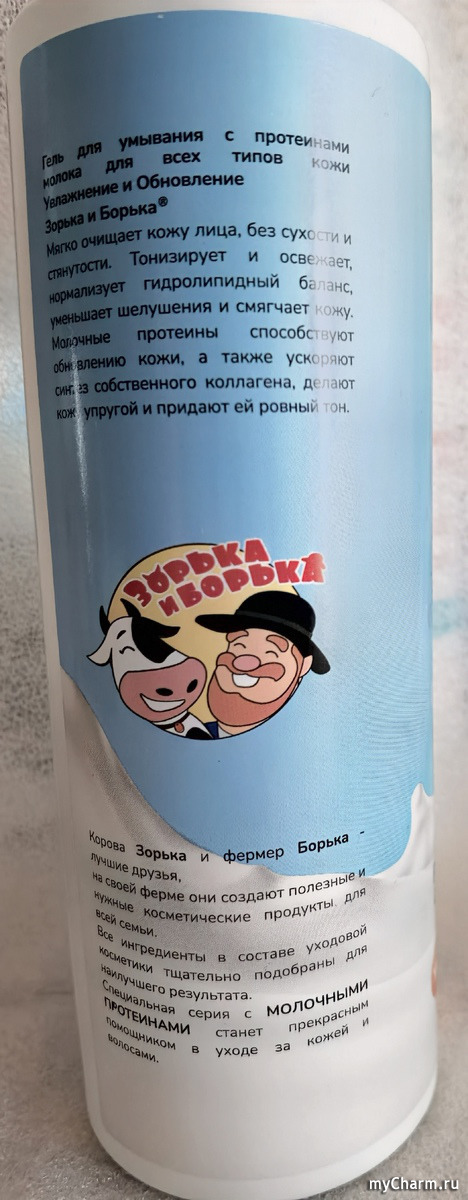 Гель для умывания с протеинами
молока для всех типов кожи
Увлажнение и Обновление
Зорька и Борька®
Мягко очищает кожу лица, без сухости и
стянутости. Тонизирует и освежает,
нормализует гидролипидный баланс,
уменьшает шелушения и смягчает кожу.
Молочные протеины способствуют
обновлению кожи, а также ускоряют
синтез собственного коллагена, делают
кожу упругой и придают ей ровный тон.
ЗОРЬКА
И БОРЬКА
Корова Зорька и фермер Борька -
лучшие друзья,
на своей ферме они создают полезные и
нужные косметические продукты для
всей семьи.
Все ингредиенты в составе уходовой
косметики тщательно подобраны для
наилучшего результата.
Специальная серия с МОЛОЧНЫМИ
ПРОТЕИНАМИ станет прекрасным
помощником в уходе за кожей и
волосами.
myCharm.ru